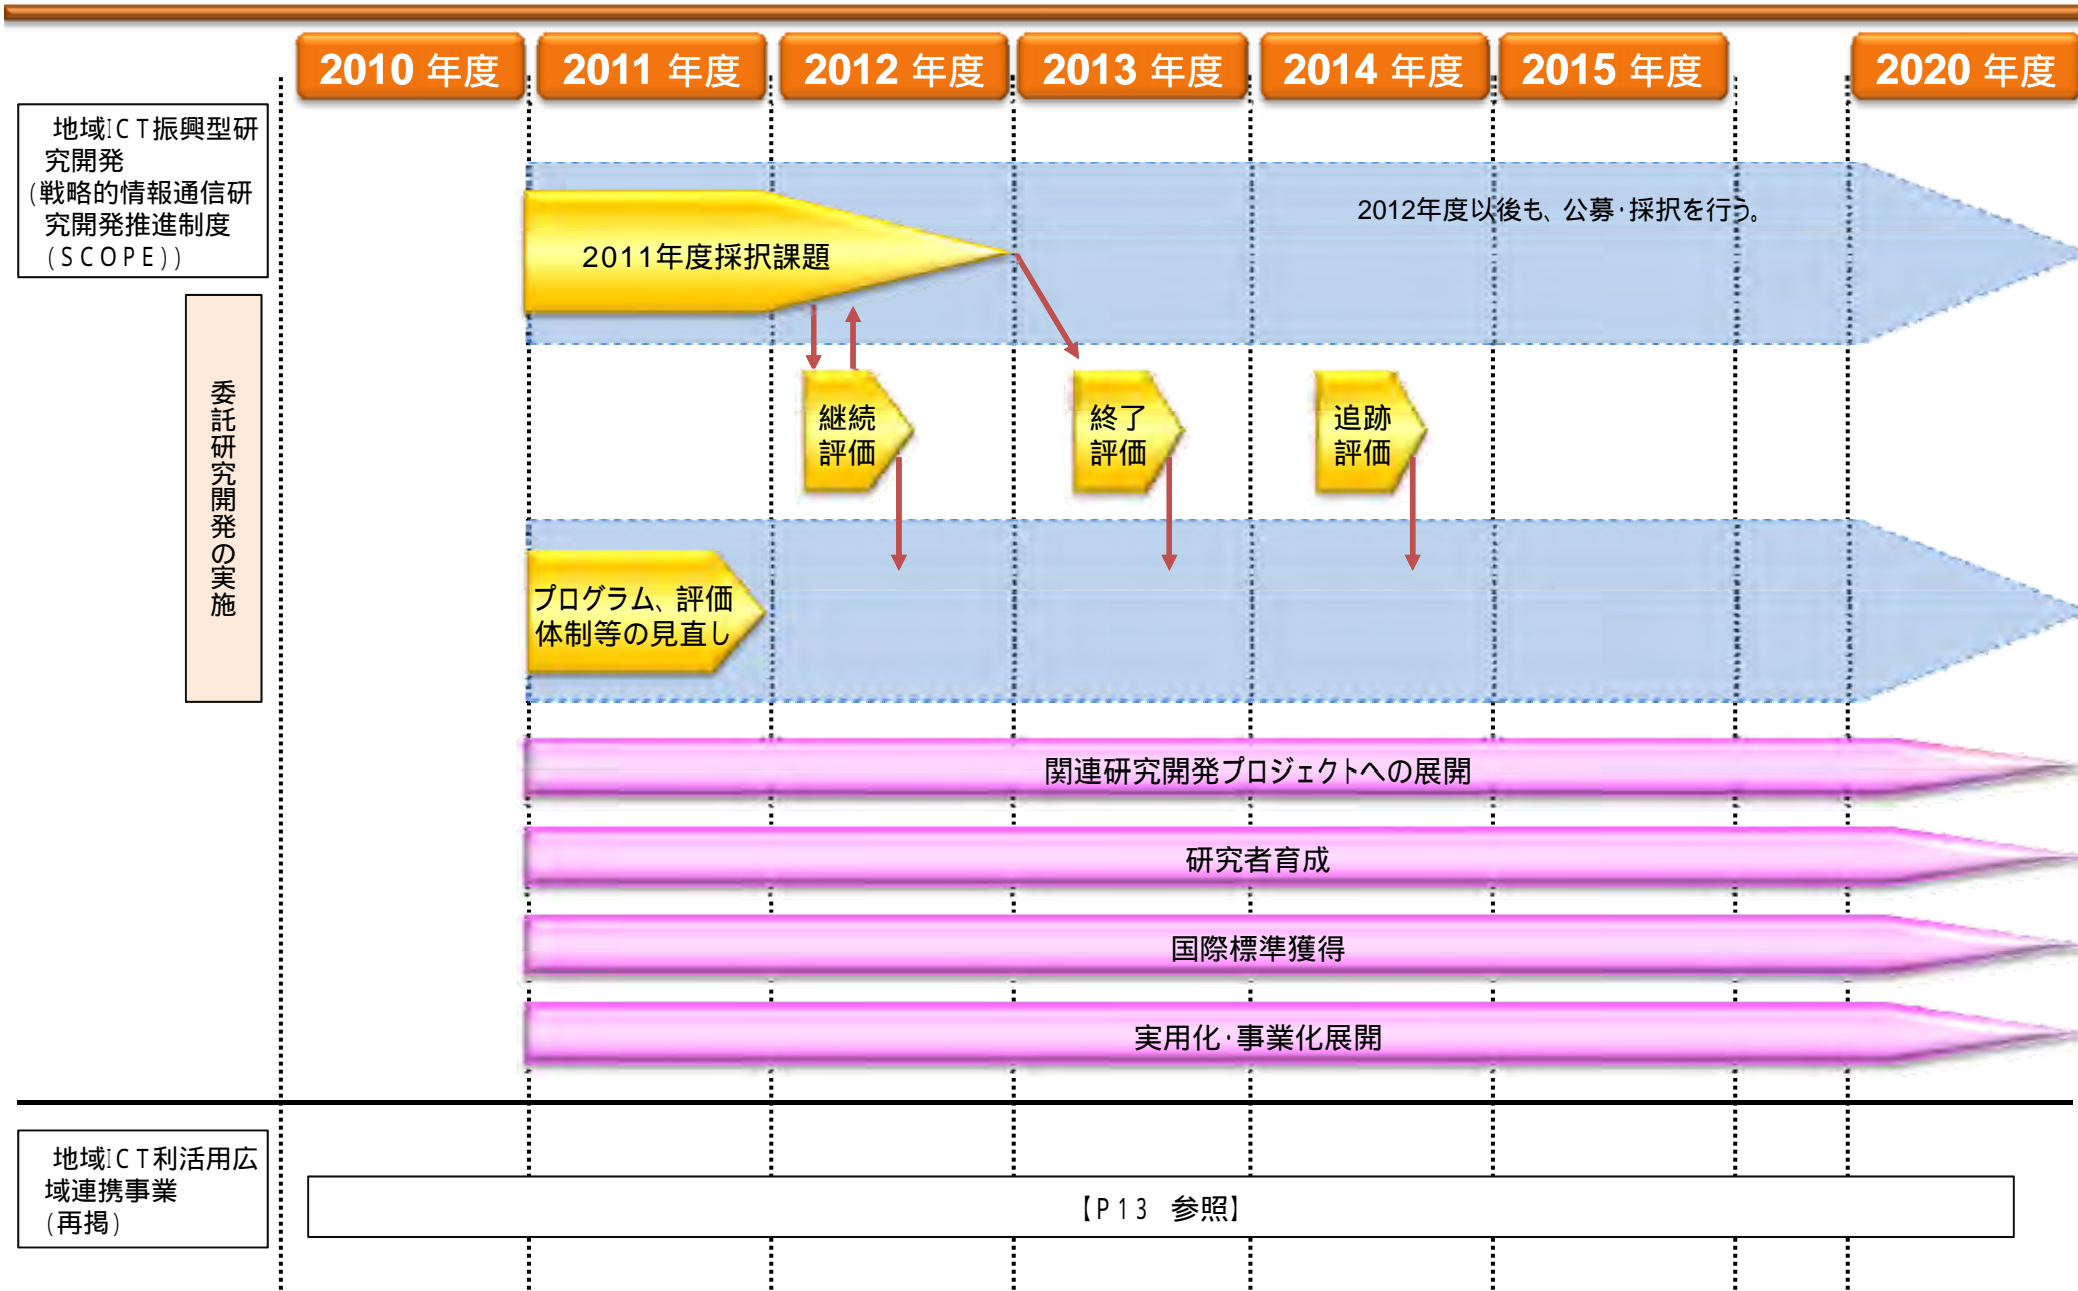 2010 年度
2011 年度
2012 年度
2013 年度
2014 年度
2015 年度
2020 年度
地域ICT振興型研
究開発
(戦略的情報通信研
究開発推進制度
(SCOPE))
2012年度以後も、公募・採択を行う。
2011年度採択課題
委託研究開発の実施
継続
評価
終了
評価
追跡
評価
プログラム、評価
体制等の見直し
関連研究開発プロジェクトへの展開
研究者育成
国際標準獲得
実用化・事業化展開
地域ICT利活用広
域連携事業
(再掲)
【P13 参照】